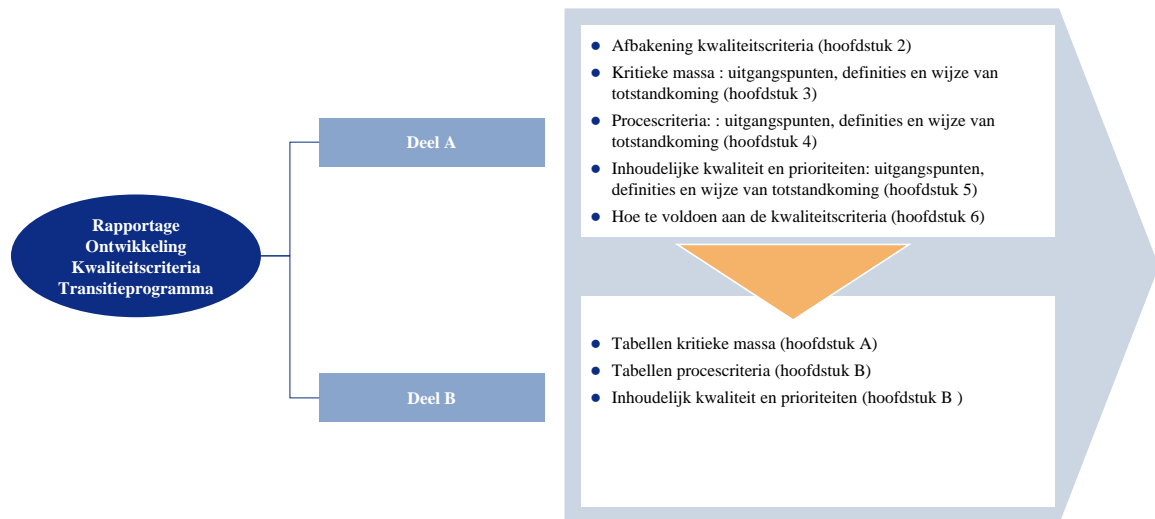 Rapportage
Ontwikkeling
Kwaliteitscriteria
Transitieprogramma
Deel A
● Afbakening kwaliteitscriteria (hoofdstuk 2)
● Kritieke massa : uitgangspunten, definities en wijze van
totstandkoming (hoofdstuk 3)
● Procescriteria: : uitgangspunten, definities en wijze van
totstandkoming (hoofdstuk 4)
● Inhoudelijke kwaliteit en prioriteiten: uitgangspunten,
definities en wijze van totstandkoming (hoofdstuk 5)
● Hoe te voldoen aan de kwaliteitscriteria (hoofdstuk 6)
Deel B
● Tabellen kritieke massa (hoofdstuk A)
● Tabellen procescriteria (hoofdstuk B)
● Inhoudelijk kwaliteit en prioriteiten (hoofdstuk B )